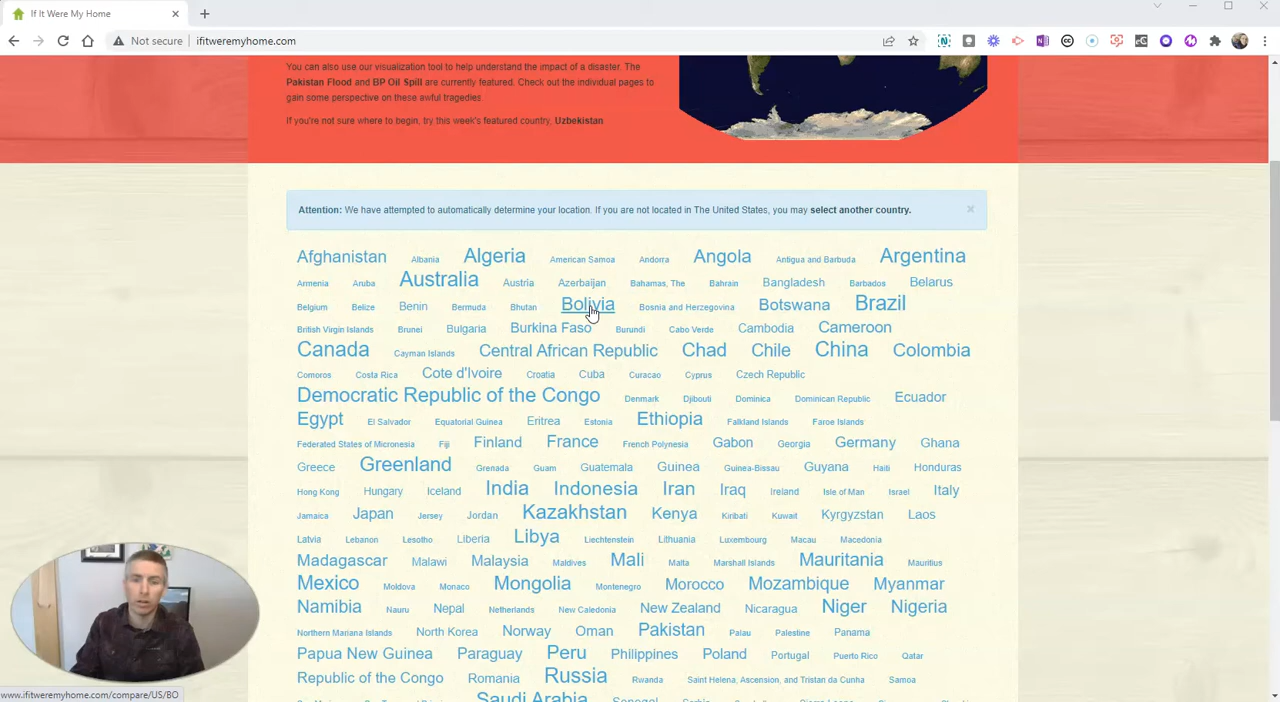 If It Were My Home
Not secure
ifitweremyhome.com
You can also use our visualization tool to help understand the impact of a disaster. The
Pakistan Flood and BP Oil Spill are currently featured. Check out the individual pages to
gain some perspective on these awful tragedies.
If you're not sure where to begin, try this week's featured country, Uzbekistan
Attention: We have attempted to automatically determine your location. If you are not located in The United States, you may select another country.
Afghanistan Albania Algeria American Samoa Andorra Angola Antigua and Barbuda Argentina
Armenia Aruba Australia Austria Azerbaijan Bahamas, The Bahrain Bangladesh Barbados Belarus
Belgium Belize Benin Bermuda Bhutan Bolivia Bosnia and Herzegovina Botswana Brazil
British Virgin Islands Brunei Bulgaria Burkina Faso Burundi Cabo Verde Cambodia Cameroon
Canada Cayman Islands Central African Republic Chad Chile China Colombia
Comoros Costa Rica Cote d'Ivoire Croatia Cuba Curacao Cyprus Czech Republic
Democratic Republic of the Congo Denmark Djibouti Dominica Dominican Republic Ecuador
Egypt El Salvador Equatorial Guinea Eritrea Estonia Ethiopia Falkland Islands Faroe Islands
Federated States of Micronesia Fiji Finland France French Polynesia Gabon Georgia Germany Ghana
Greece Greenland Grenada Guam Guatemala Guinea Guinea-Bissau Guyana Haiti Honduras
Hong Kong Hungary Iceland India Indonesia Iran Iraq Ireland Isle of Man Israel Italy
Jamaica Japan Jersey Jordan Kazakhstan Kenya Kiribati Kuwait Kyrgyzstan Laos
Latvia Lebanon Lesotho Liberia Libya Liechtenstein Lithuania Luxembourg Macau Macedonia
Madagascar Malawi Malaysia Maldives Mali Malta Marshall Islands Mauritania Mauritius
Mexico Moldova Monaco Mongolia Montenegro Morocco Mozambique Myanmar
Namibia Nauru Nepal Netherlands New Caledonia New Zealand Nicaragua Niger Nigeria
Northern Mariana Islands North Korea Norway Oman Pakistan Palau Palestine Panama
Papua New Guinea Paraguay Peru Philippines Poland Portugal Puerto Rico Qatar
Republic of the Congo Romania Russia Rwanda Saint Helena, Ascension, and Tristan da Cunha Samoa
Saudi Arabia Senegal
www.ifitweremyhome.com/compare/US/BO